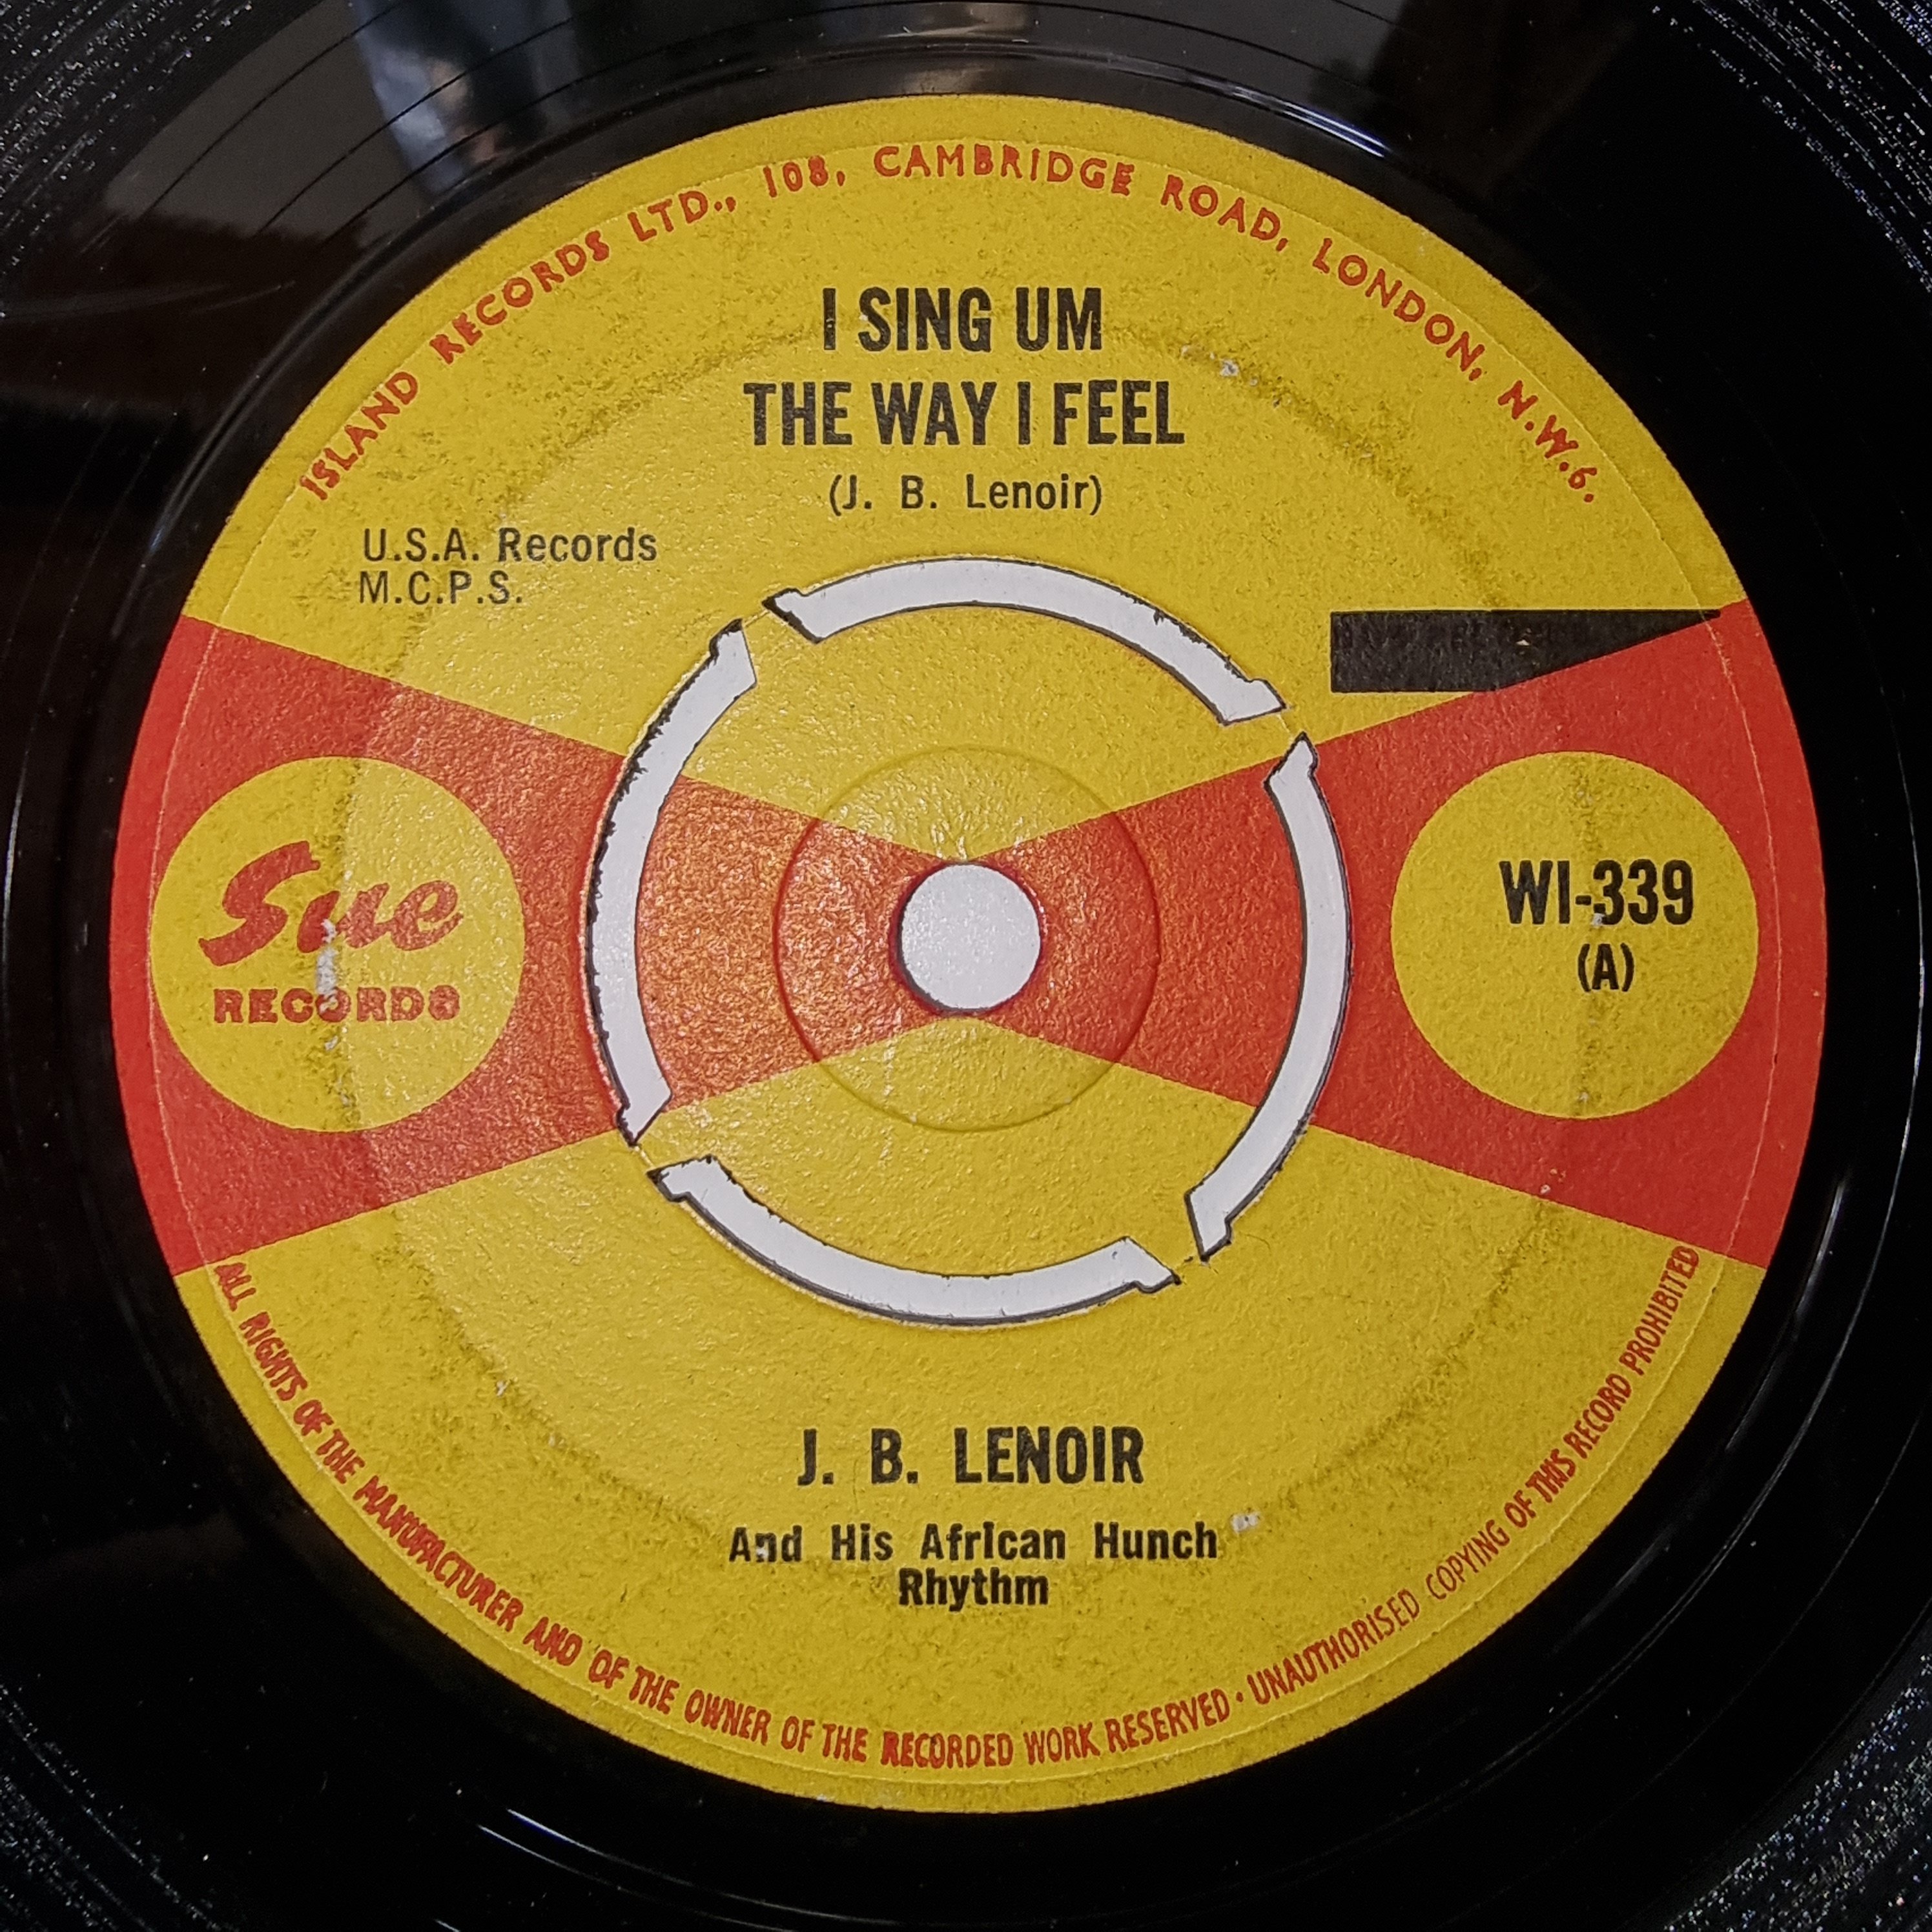 ISLAND RECORDS LTD., 108, CAMBRIDGE ROAD, LONDON, N.W.6.
I SING UM
THE WAY I FEEL
(J. B. Lenoir)
U.S.A. Records
M.C.P.S.
Sue
RECORDS
WI-339
(A)
J. B. LENOIR
And His African Hunch
Rhythm
ALL RIGHTS OF THE MANUFACTURER AND OF THE OWNER OF THE RECORDED WORK RESERVED · UNAUTHORISED COPYING OF THIS RECORD PROHIBITED